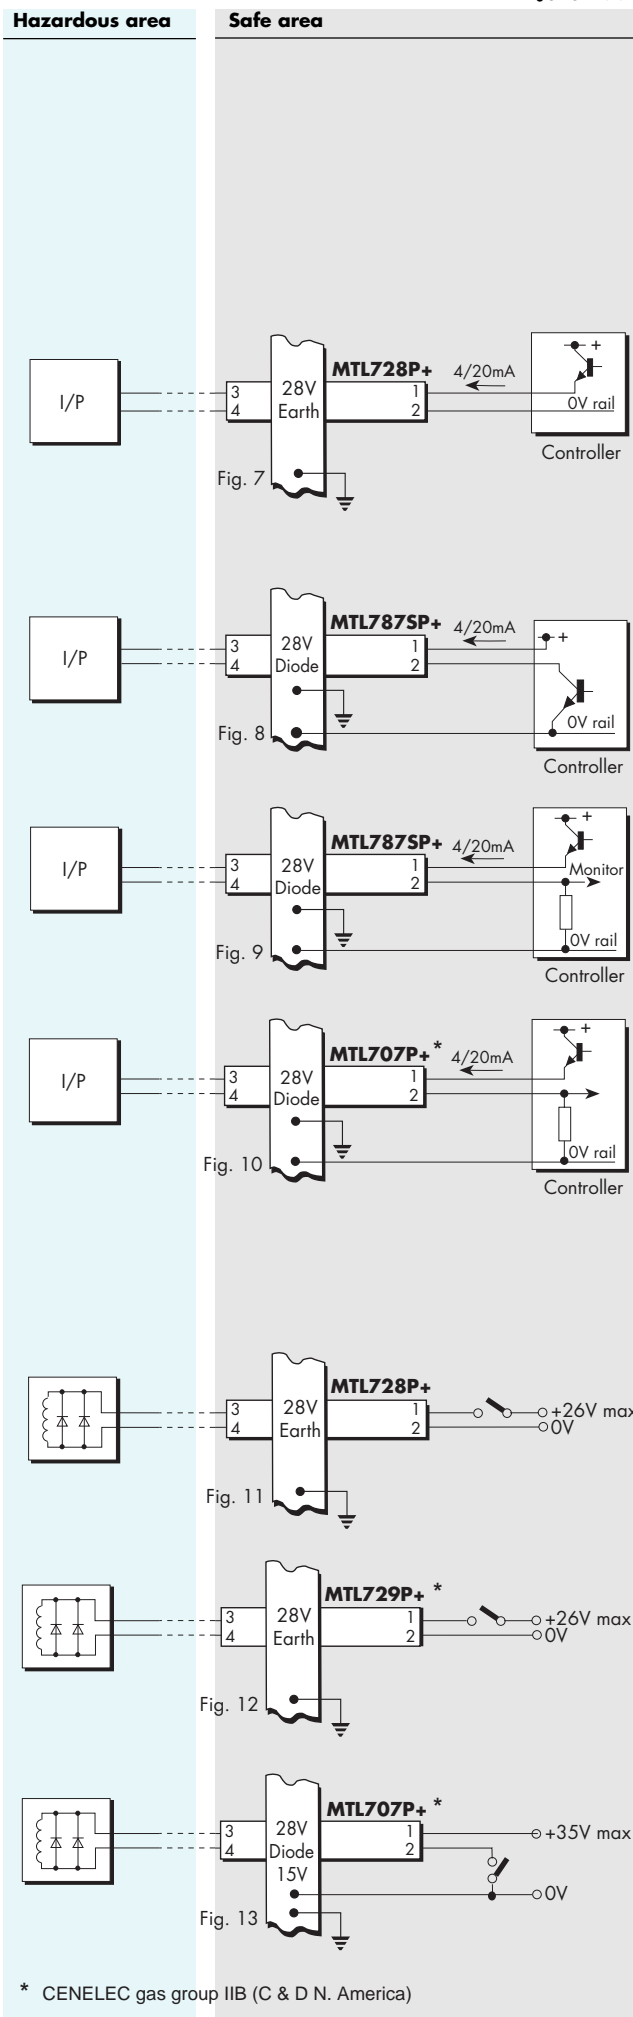 Hazardous area
Safe area
MTL728P+
4/20mA
+
I/P
3
28V
1
0V rail
4
Earth
2
Controller
Fig. 7
MTL787SP+
4/20mA
+
I/P
3
28V
1
4
Diode
2
0V rail
Fig. 8
Controller
MTL787SP+
4/20mA
+
I/P
3
28V
1
Monitor
4
Diode
2
0V rail
Fig. 9
Controller
MTL707P+ *
4/20mA
+
I/P
3
28V
1
4
Diode
2
0V rail
Fig. 10
Controller
MTL728P+
3
28V
1
+26V max
4
Earth
2
0V
Fig. 11
MTL729P+ *
3
28V
1
+26V max
4
Earth
2
0V
Fig. 12
MTL707P+ *
3
28V
1
+35V max
4
Diode
2
15V
0V
Fig. 13
* CENELEC gas group IIB (C & D N. America)